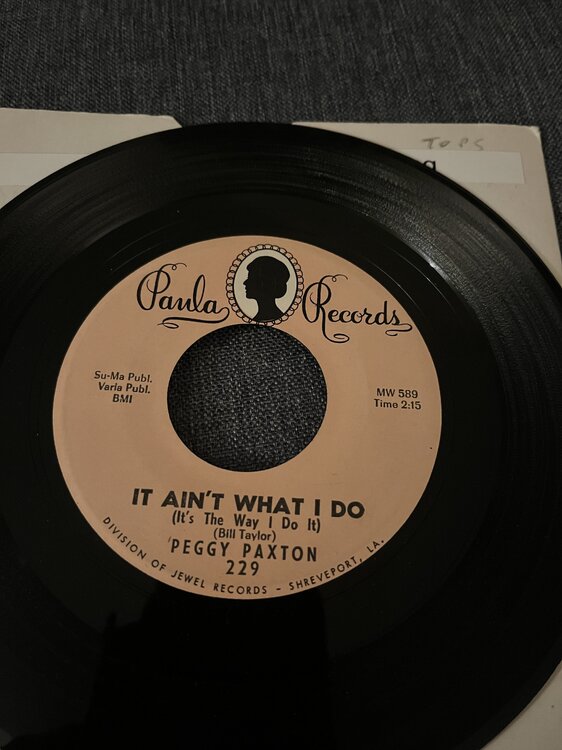 TOPS
Paula Records
Su-Ma Publ.
Varia Publ.
BMI
MW 589
Time 2:15
IT AIN'T WHAT I DO
(It's The Way I Do It)
(Bill Taylor)
PEGGY PAXTON
229
DIVISION OF JEWEL RECORDS - SHREVEPORT, LA.